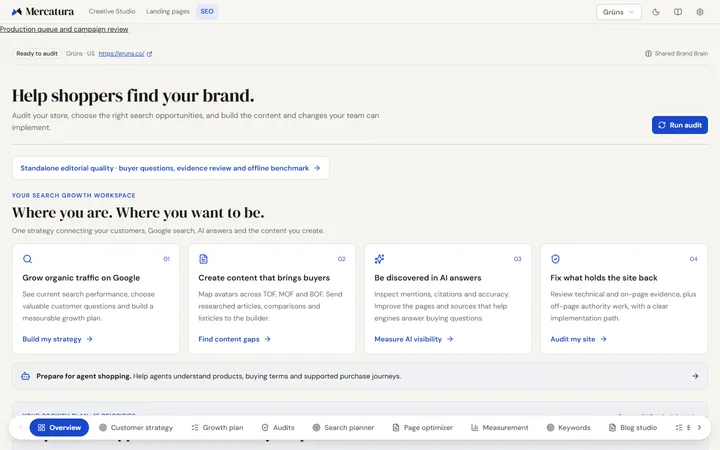 Mercatura
Creative Studio
Landing pages
SEO
Grüns
Production queue and campaign review
Ready to audit
Grüns · US
https://gruns.co/
Shared Brand Brain
Help shoppers find your brand.
Audit your store, choose the right search opportunities, and build the content and changes your team can
implement.
Run audit
Standalone editorial quality · buyer questions, evidence review and offline benchmark
YOUR SEARCH GROWTH WORKSPACE
Where you are. Where you want to be.
One strategy connecting your customers, Google search, AI answers and the content you create.
01
Grow organic traffic on Google
See current search performance, choose
valuable customer questions and build a
measurable growth plan.
Build my strategy
02
Create content that brings buyers
Map avatars across TOF, MOF and BOF. Send
researched articles, comparisons and
listicles to the builder.
Find content gaps
03
Be discovered in AI answers
Inspect mentions, citations and accuracy.
Improve the pages and sources that help
engines answer buying questions.
Measure AI visibility
04
Fix what holds the site back
Review technical and on-page evidence, plus
off-page authority work, with a clear
implementation path.
Audit my site
Prepare for agent shopping. Help agents understand products, buying terms and supported purchase journeys.
Overview
Customer strategy
Growth plan
Audits
Search planner
Page optimizer
Measurement
Keywords
Blog studio